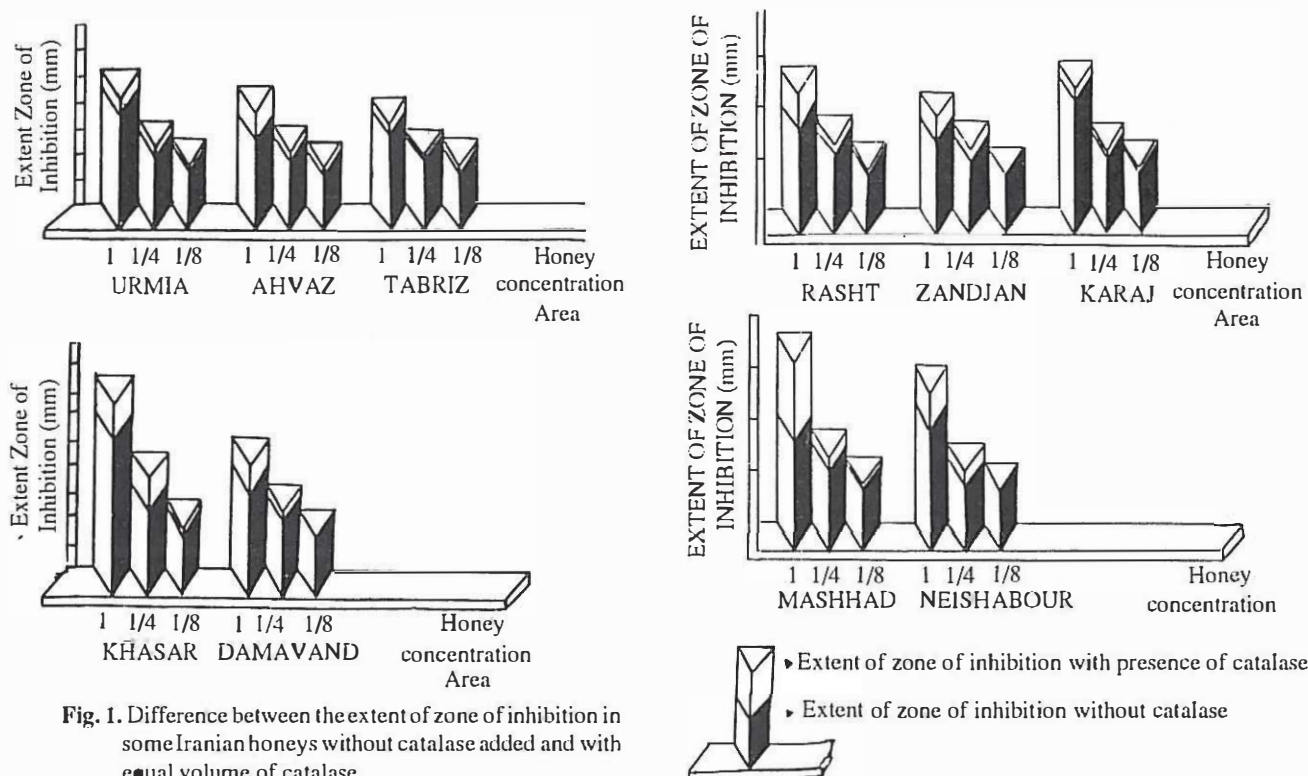 Extent Zone of
Inhibition (mm)
1 1/4 1/8 1 1/4 1/8 1 1/4 1/8 Honey
URMIA AHVAZ TABRIZ concentration
Area
Extent Zone of
Inhibition (mm)
1 1/4 1/8 1 1/4 1/8 Honey
KHASAR DAMAVAND concentration
Area
Fig. 1. Difference between the extent of zone of inhibition in
some Iranian honeys without catalase added and with
equal volume of catalase
EXTENT OF ZONE OF
INHIBITION (mm)
1 1/4 1/8 1 1/4 1/8 1 1/4 1/8 Honey
RASHT ZANDJAN KARAJ concentration
Area
EXTENT OF ZONE OF
INHIBITION (mm)
1 1/4 1/8 1 1/4 1/8 Honey
MASHHAD NEISHABOUR concentration
Extent of zone of inhibition with presence of catalase
Extent of zone of inhibition without catalase